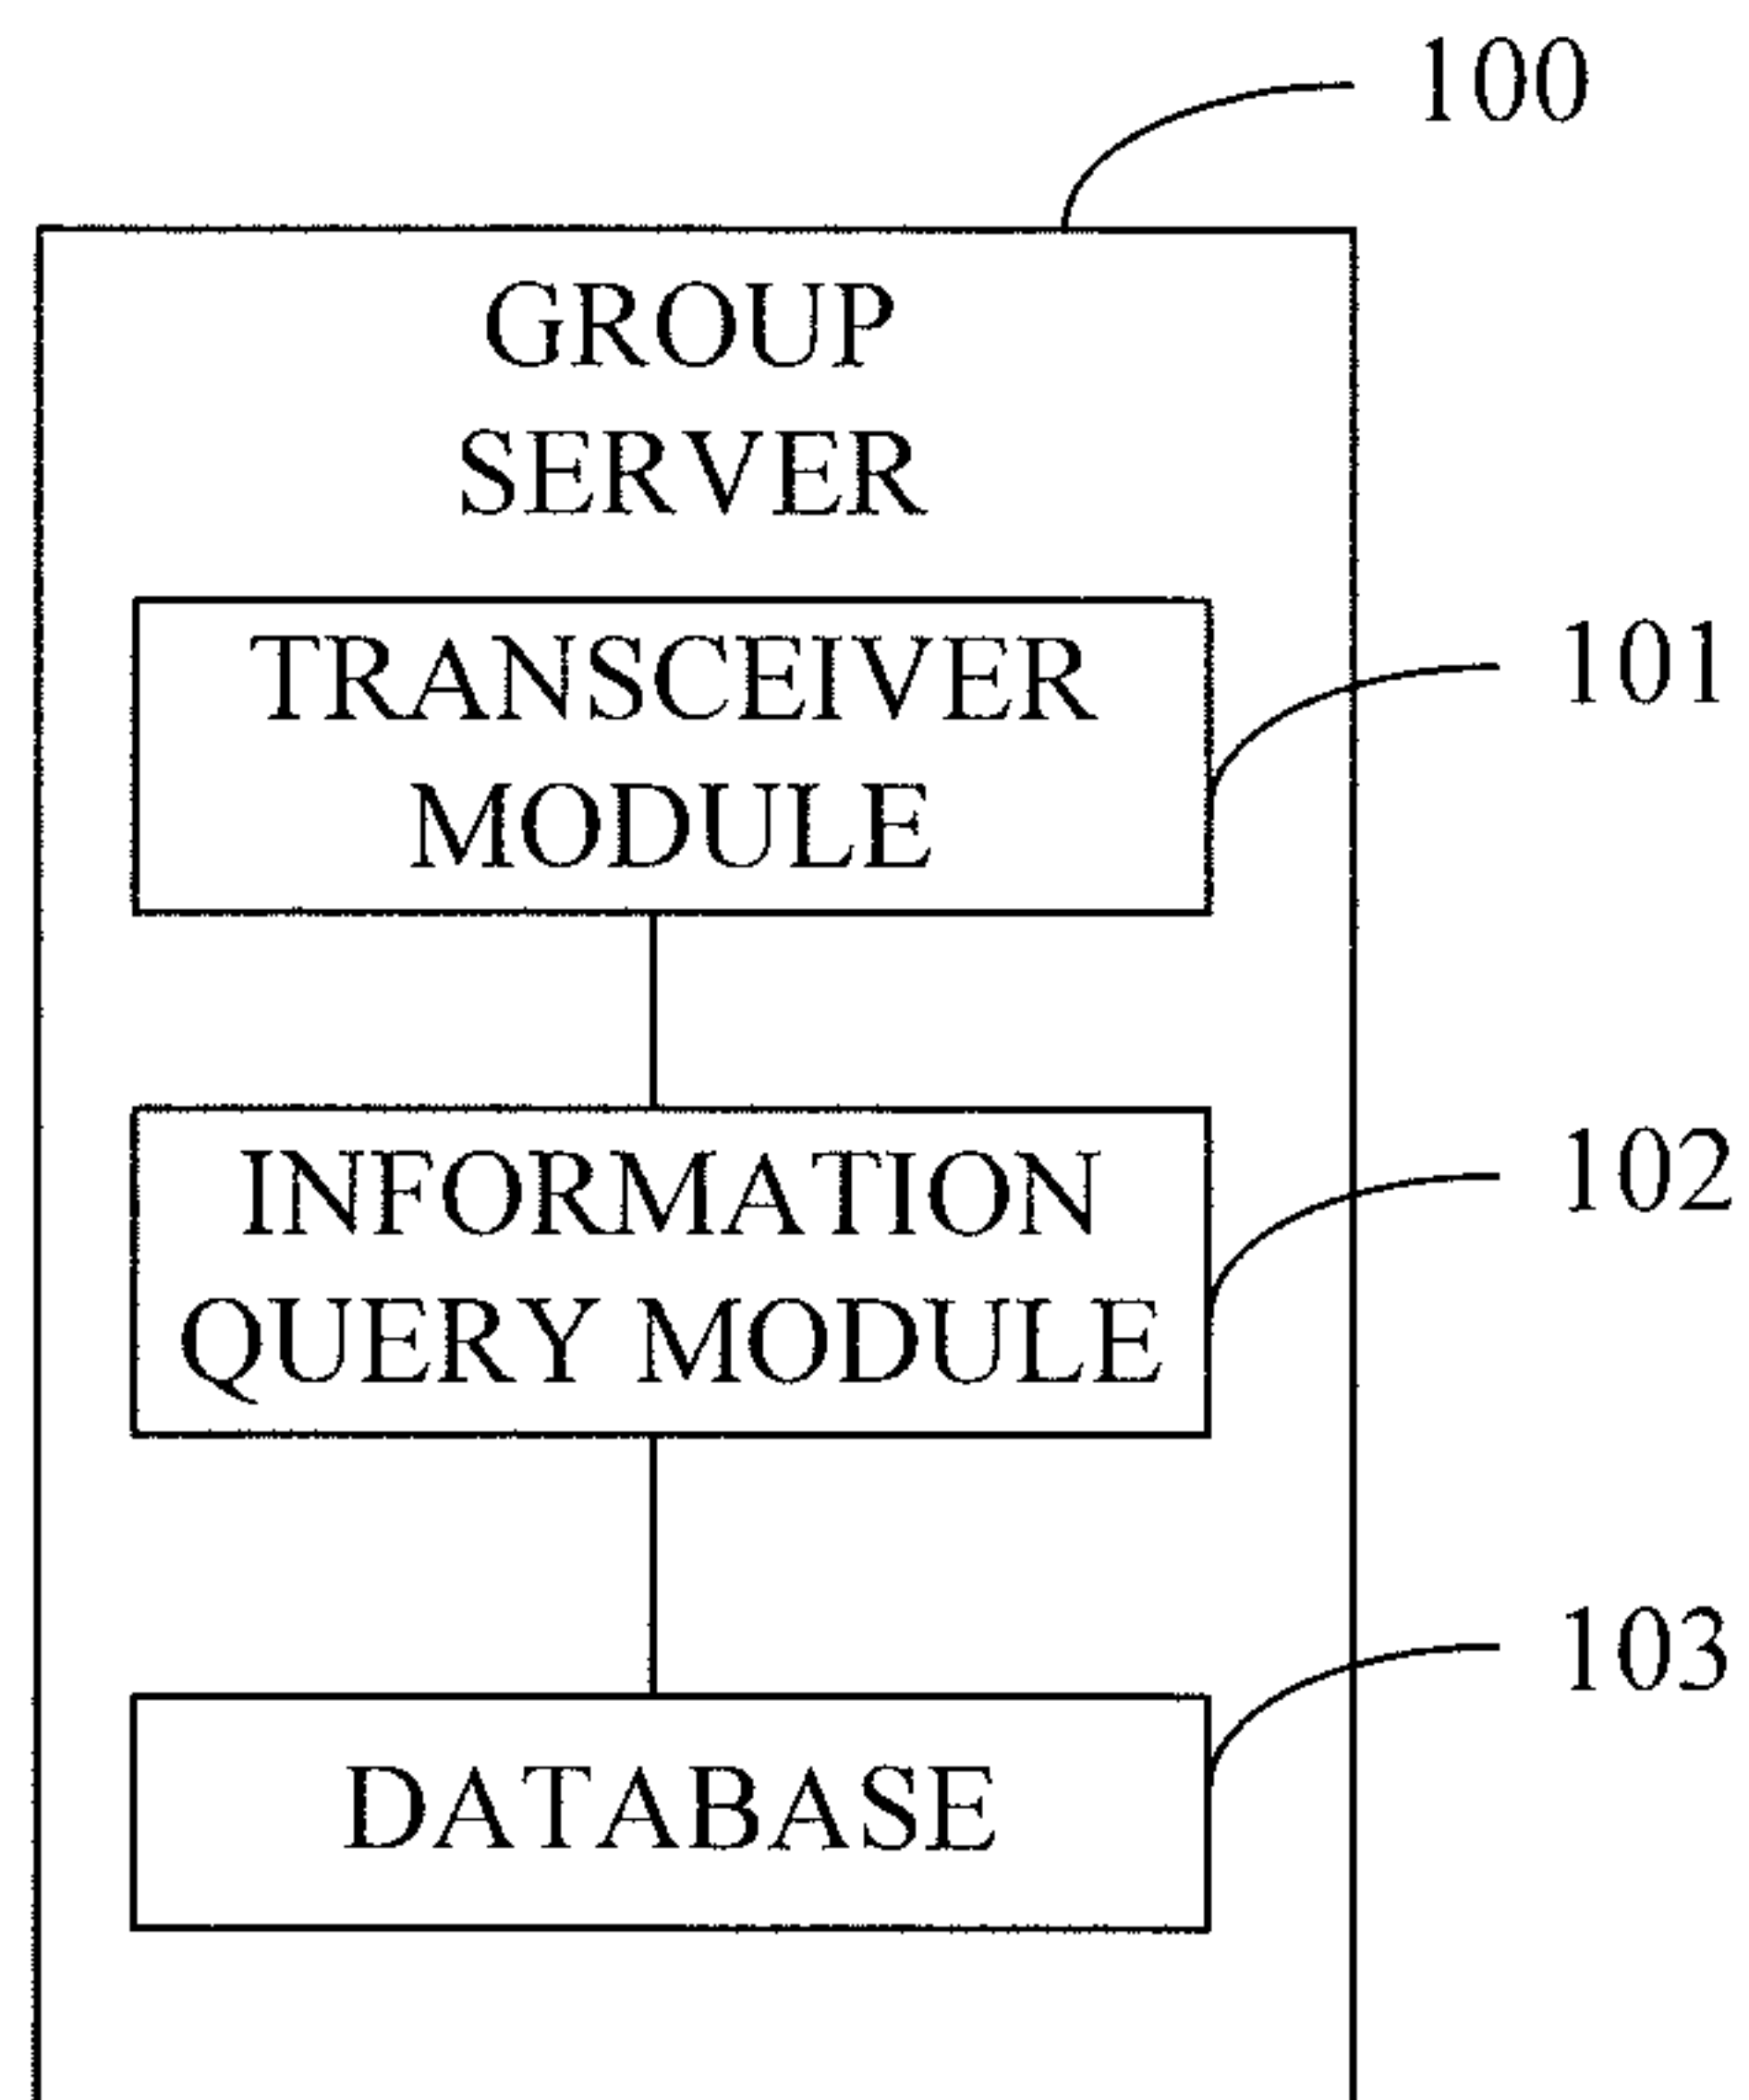 100
GROUP
SERVER
TRANSCEIVER
MODULE
101
INFORMATION
QUERY MODULE
102
DATABASE
103